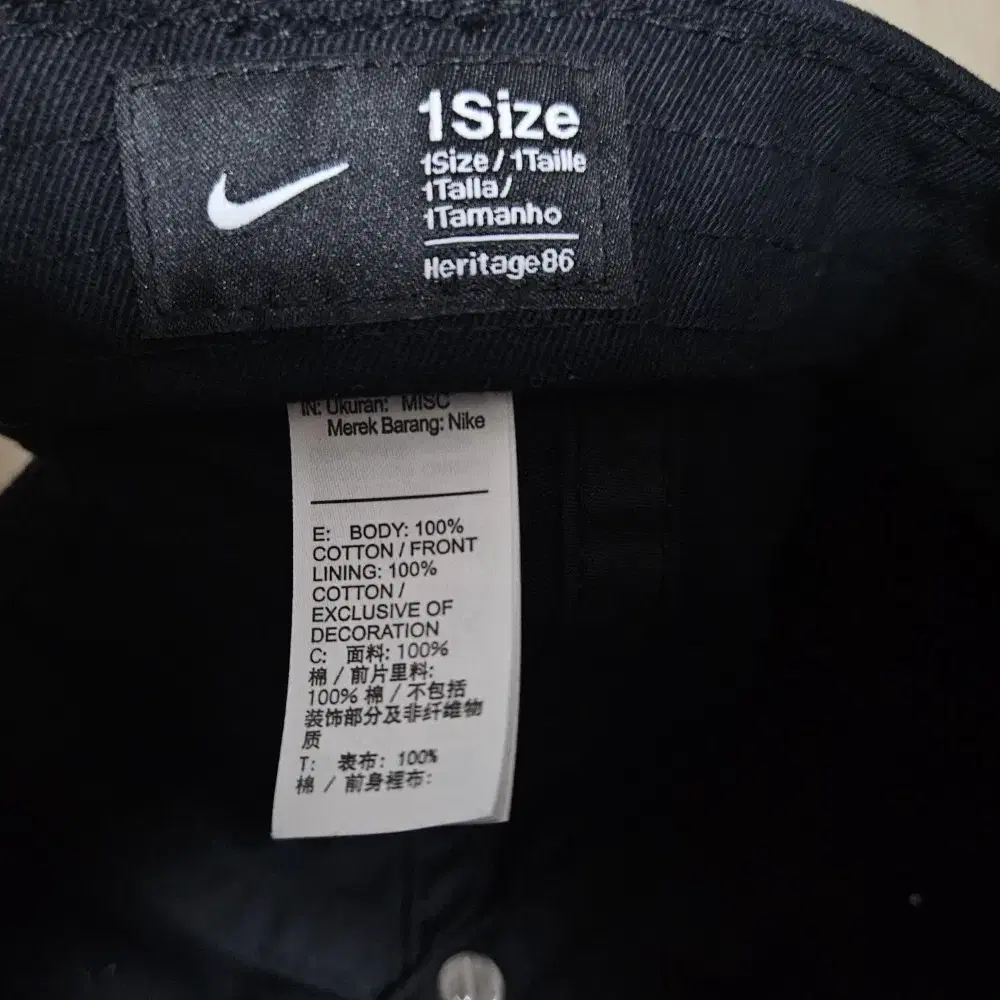 1Size
1Size/1Taille
1Talla/
1Tamanho
Heritage86
IN: Ukuran: MISC
Merek Barang: Nike
E: BODY: 100%
COTTON / FRONT
LINING: 100%
COTTON /
EXCLUSIVE OF
DECORATION
C: 面料: 100%
棉 / 前片里料:
100% 棉 / 不包括
装饰部分及非纤维物
质
T: 表布: 100%
棉 / 前身裡布: